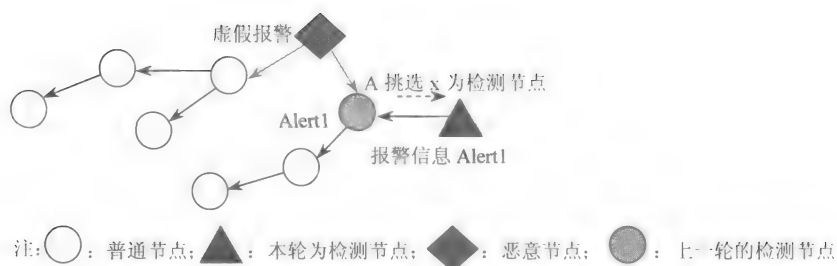 虚假报警
A 挑选 x 为检测节点
Alert1
报警信息 Alert1
注: : 普通节点; : 本轮为检测节点; : 恶意节点; : 上一轮的检测节点